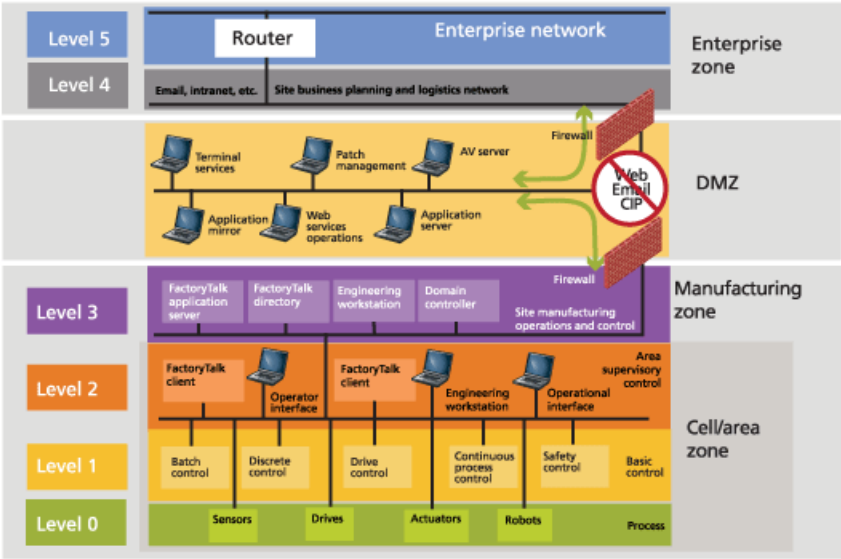 Level 5
Router
Enterprise network
Enterprise
zone
Level 4
Email, intranet, etc.
Site business planning and logistics network
Firewall
Terminal
services
Patch
management
AV server
Web
Email
CIP
DMZ
Application
mirror
Web
services
operations
Application
server
Firewall
Manufacturing
zone
Level 3
FactoryTalk
application
server
FactoryTalk
directory
Engineering
workstation
Domain
controller
Site manufacturing
operations and control
Level 2
FactoryTalk
client
Operator
interface
FactoryTalk
client
Engineering
workstation
Operational
interface
Area
supervisory
control
Cell/area
zone
Level 1
Batch
control
Discrete
control
Drive
control
Continuous
process
control
Safety
control
Basic
control
Level 0
Sensors
Drives
Actuators
Robots
Process